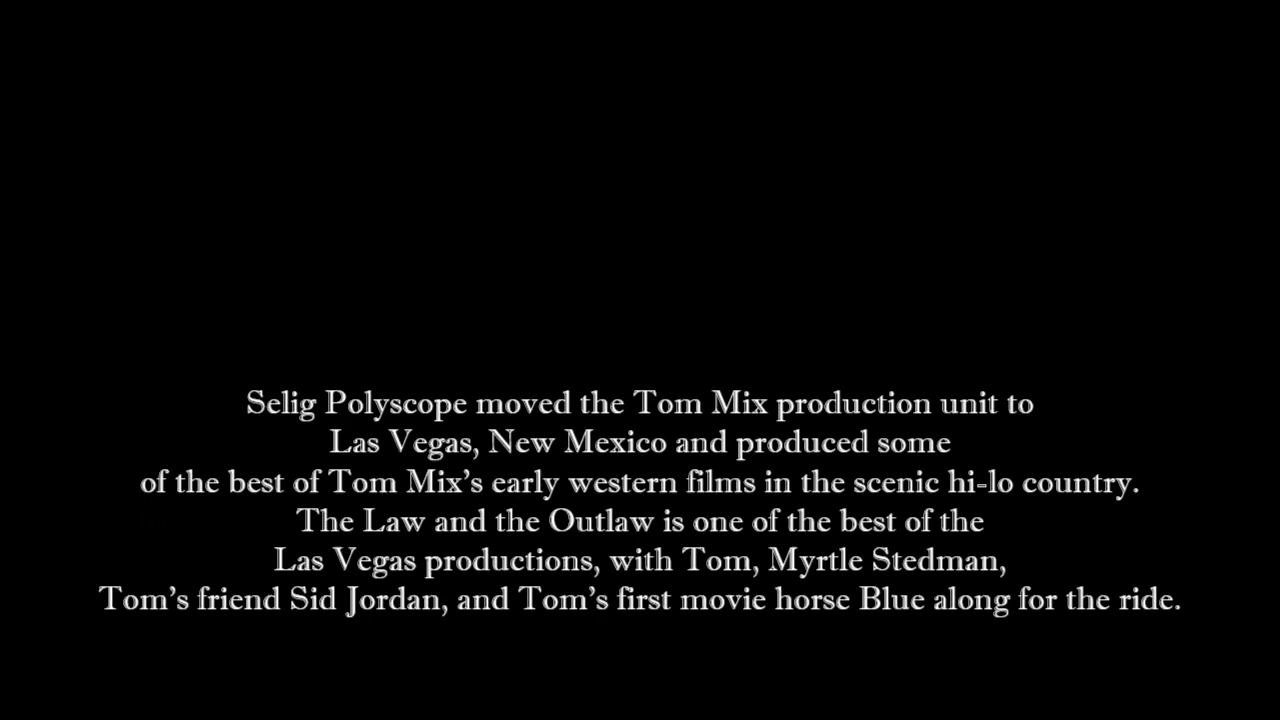 Selig Polyscope moved the Tom Mix production unit to
Las Vegas, New Mexico and produced some
of the best of Tom Mix's early western films in the scenic hi-lo country.
The Law and the Outlaw is one of the best of the
Las Vegas productions, with Tom, Myrtle Stedman,
Tom's friend Sid Jordan, and Tom's first movie horse Blue along for the ride.